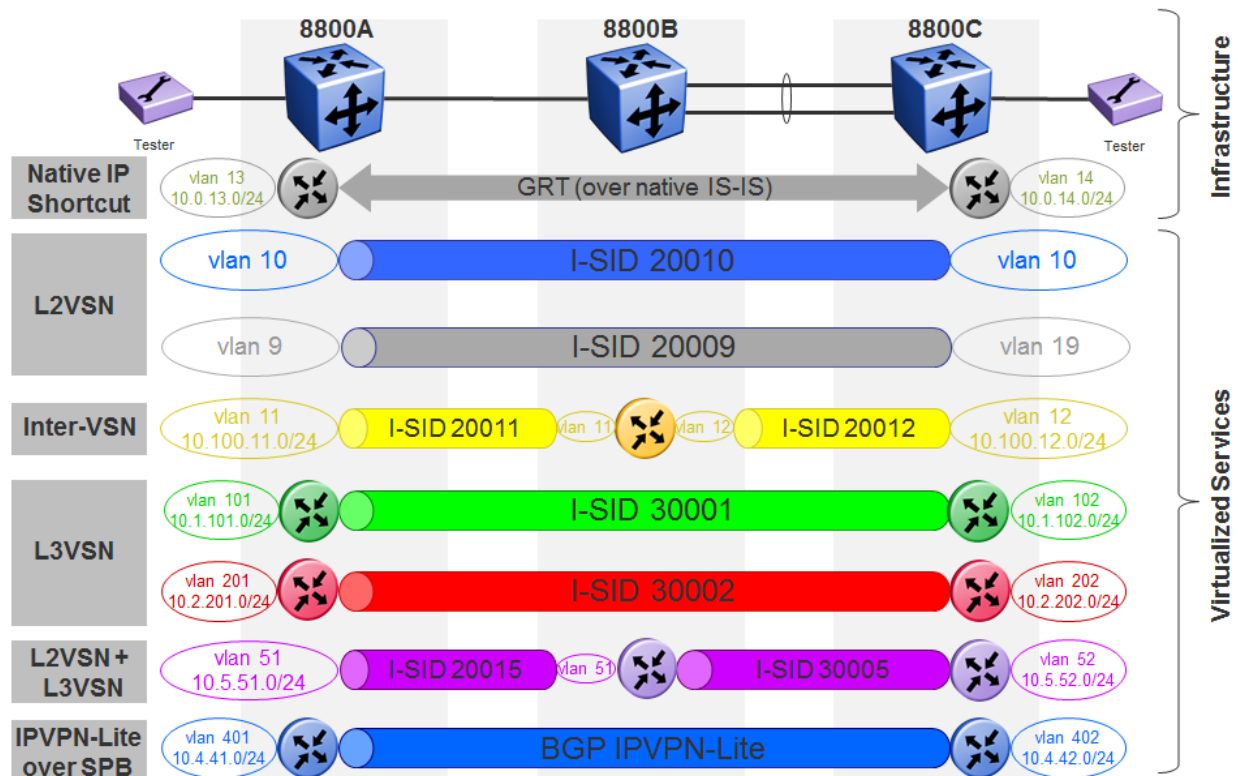 8800A
8800B
8800C
Tester
Tester
Infrastructure
Native IP
Shortcut
vlan 13
10.0.13.0/24
GRT (over native IS-IS)
vlan 14
10.0.14.0/24
L2VSN
vlan 10
I-SID 20010
vlan 10
vlan 9
I-SID 20009
vlan 19
Inter-VSN
vlan 11
10.100.11.0/24
I-SID 20011
vlan 11
vlan 12
I-SID 20012
vlan 12
10.100.12.0/24
Virtualized Services
L3VSN
vlan 101
10.1.101.0/24
I-SID 30001
vlan 102
10.1.102.0/24
vlan 201
10.2.201.0/24
I-SID 30002
vlan 202
10.2.202.0/24
L2VSN +
L3VSN
vlan 51
10.5.51.0/24
I-SID 20015
vlan 51
I-SID 30005
vlan 52
10.5.52.0/24
IPVPN-Lite
over SPB
vlan 401
10.4.41.0/24
BGP IPVPN-Lite
vlan 402
10.4.42.0/24